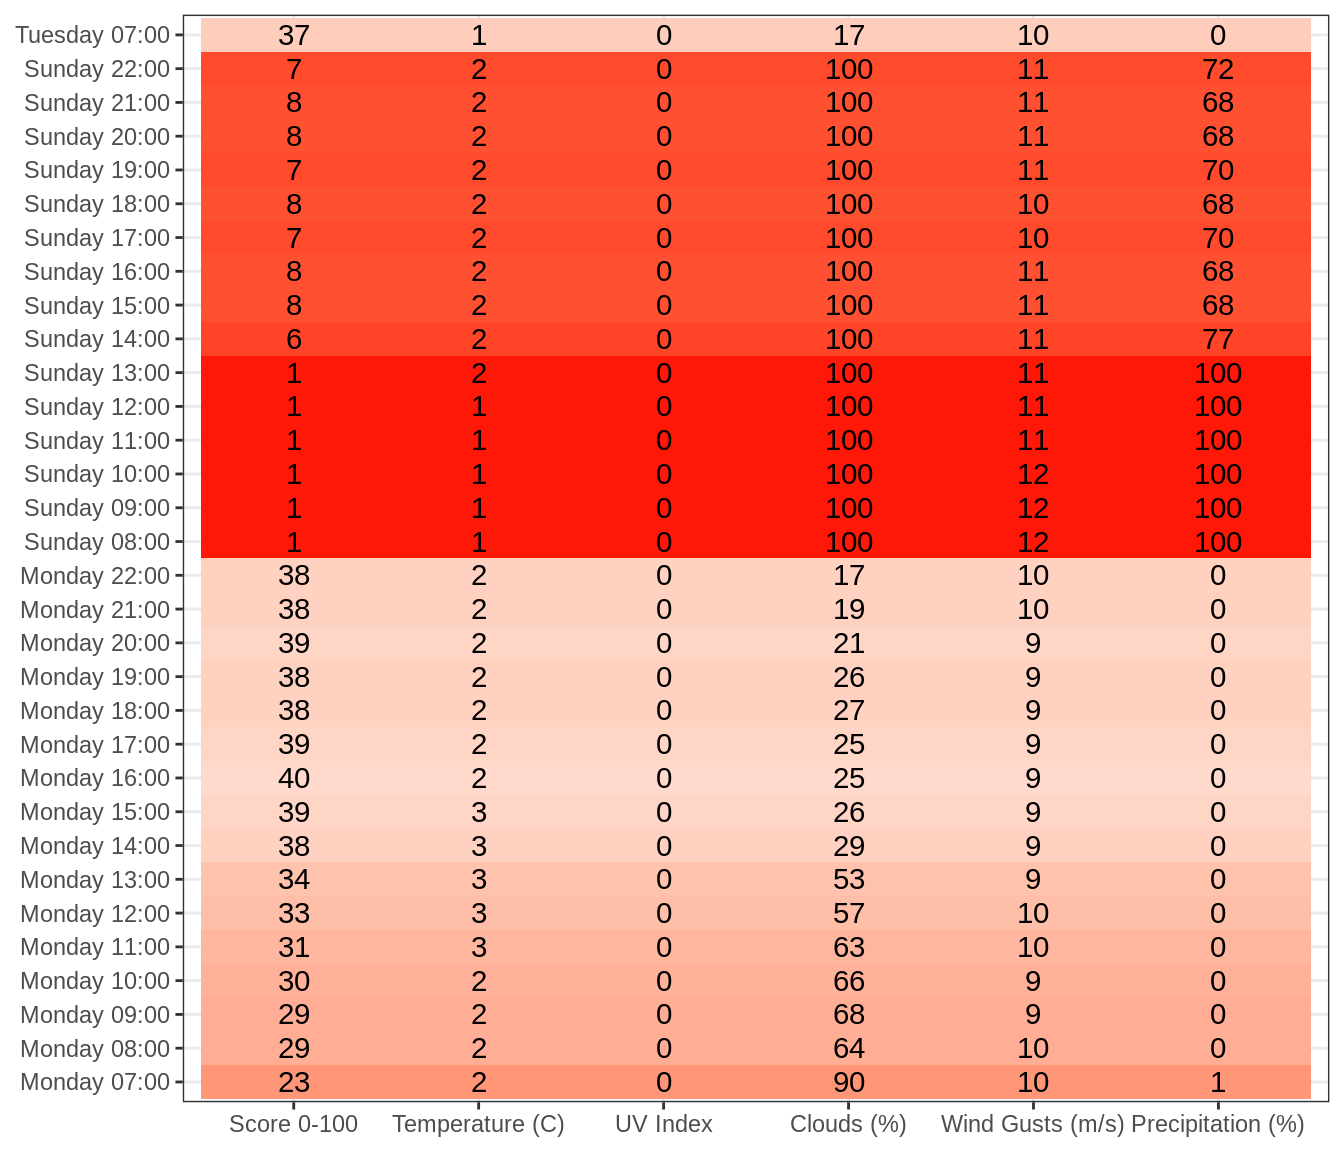 Tuesday 07:00 37 1 0 17 10 0
Sunday 22:00 7 2 0 100 11 72
Sunday 21:00 8 2 0 100 11 68
Sunday 20:00 8 2 0 100 11 68
Sunday 19:00 7 2 0 100 11 70
Sunday 18:00 8 2 0 100 10 68
Sunday 17:00 7 2 0 100 10 70
Sunday 16:00 8 2 0 100 11 68
Sunday 15:00 8 2 0 100 11 68
Sunday 14:00 6 2 0 100 11 77
Sunday 13:00 1 2 0 100 11 100
Sunday 12:00 1 1 0 100 11 100
Sunday 11:00 1 1 0 100 11 100
Sunday 10:00 1 1 0 100 12 100
Sunday 09:00 1 1 0 100 12 100
Sunday 08:00 1 1 0 100 12 100
Monday 22:00 38 2 0 17 10 0
Monday 21:00 38 2 0 19 10 0
Monday 20:00 39 2 0 21 9 0
Monday 19:00 38 2 0 26 9 0
Monday 18:00 38 2 0 27 9 0
Monday 17:00 39 2 0 25 9 0
Monday 16:00 40 2 0 25 9 0
Monday 15:00 39 3 0 26 9 0
Monday 14:00 38 3 0 29 9 0
Monday 13:00 34 3 0 53 9 0
Monday 12:00 33 3 0 57 10 0
Monday 11:00 31 3 0 63 10 0
Monday 10:00 30 2 0 66 9 0
Monday 09:00 29 2 0 68 9 0
Monday 08:00 29 2 0 64 10 0
Monday 07:00 23 2 0 90 10 1
Score 0-100 Temperature (C) UV Index Clouds (%) Wind Gusts (m/s) Precipitation (%)